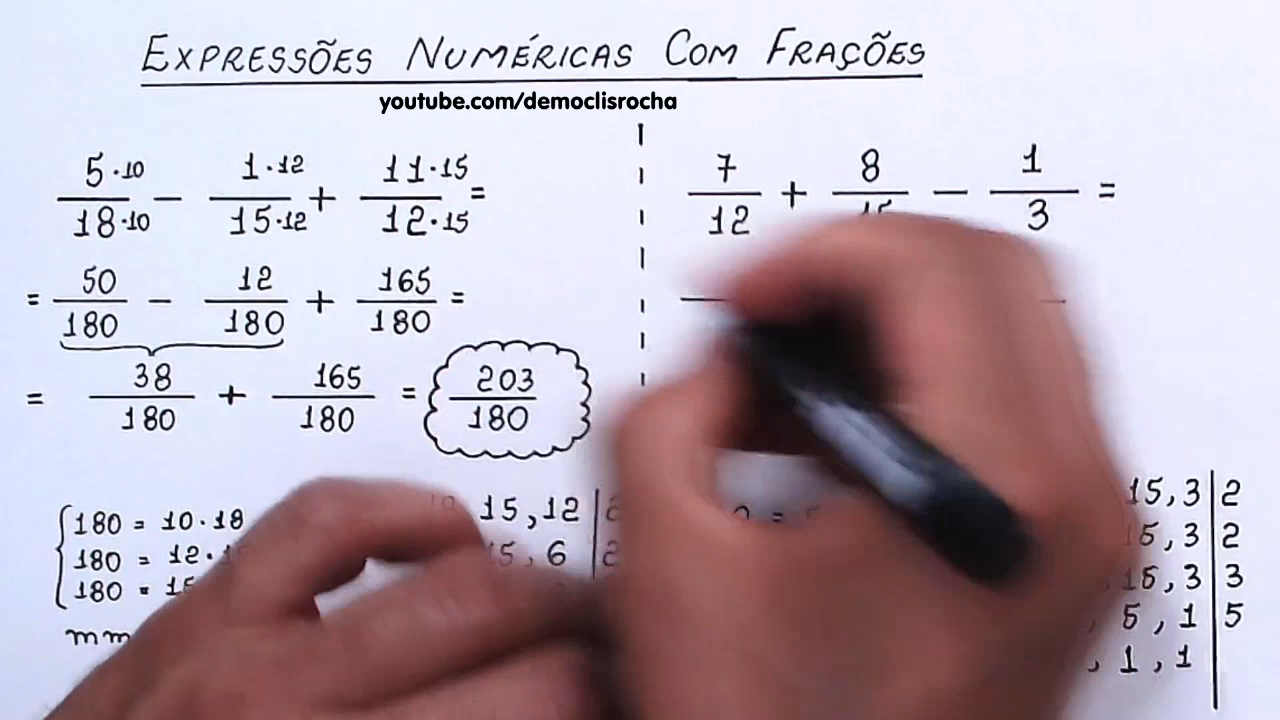 EXPRESSÕES NUMÉRICAS COM FRAÇÕES
youtube.com/democlisrocha
5·10 1·12 11·15
— − — + — =
18·10 15·12 12·15
50 12 165
= — − — + — =
180 180 180
38 165 203
= — + — = —
180 180 180
180 = 10·18
180 = 12·
180 =
15,12
6
7 8 1
— + — − — =
12 15 3
15,3|2
15,3|2
15,3|3
5,1|5
,1,1|